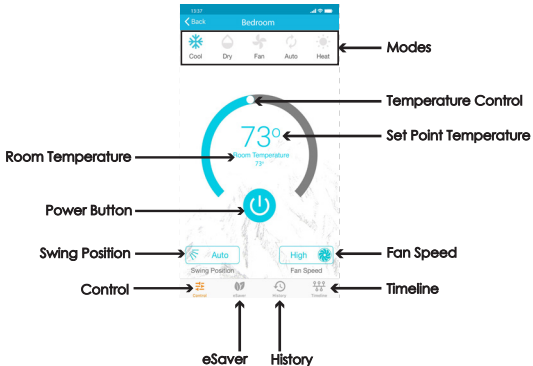 13:37
Back Bedroom
Cool Dry Fan Auto Heat
Modes
Temperature Control
73°
Set Point Temperature
Room Temperature
Room Temperature
73°
Power Button
Swing Position
Auto
High
Fan Speed
Swing Position
Fan Speed
Control
Control
eSaver
History
Timeline
Timeline
eSaver
History